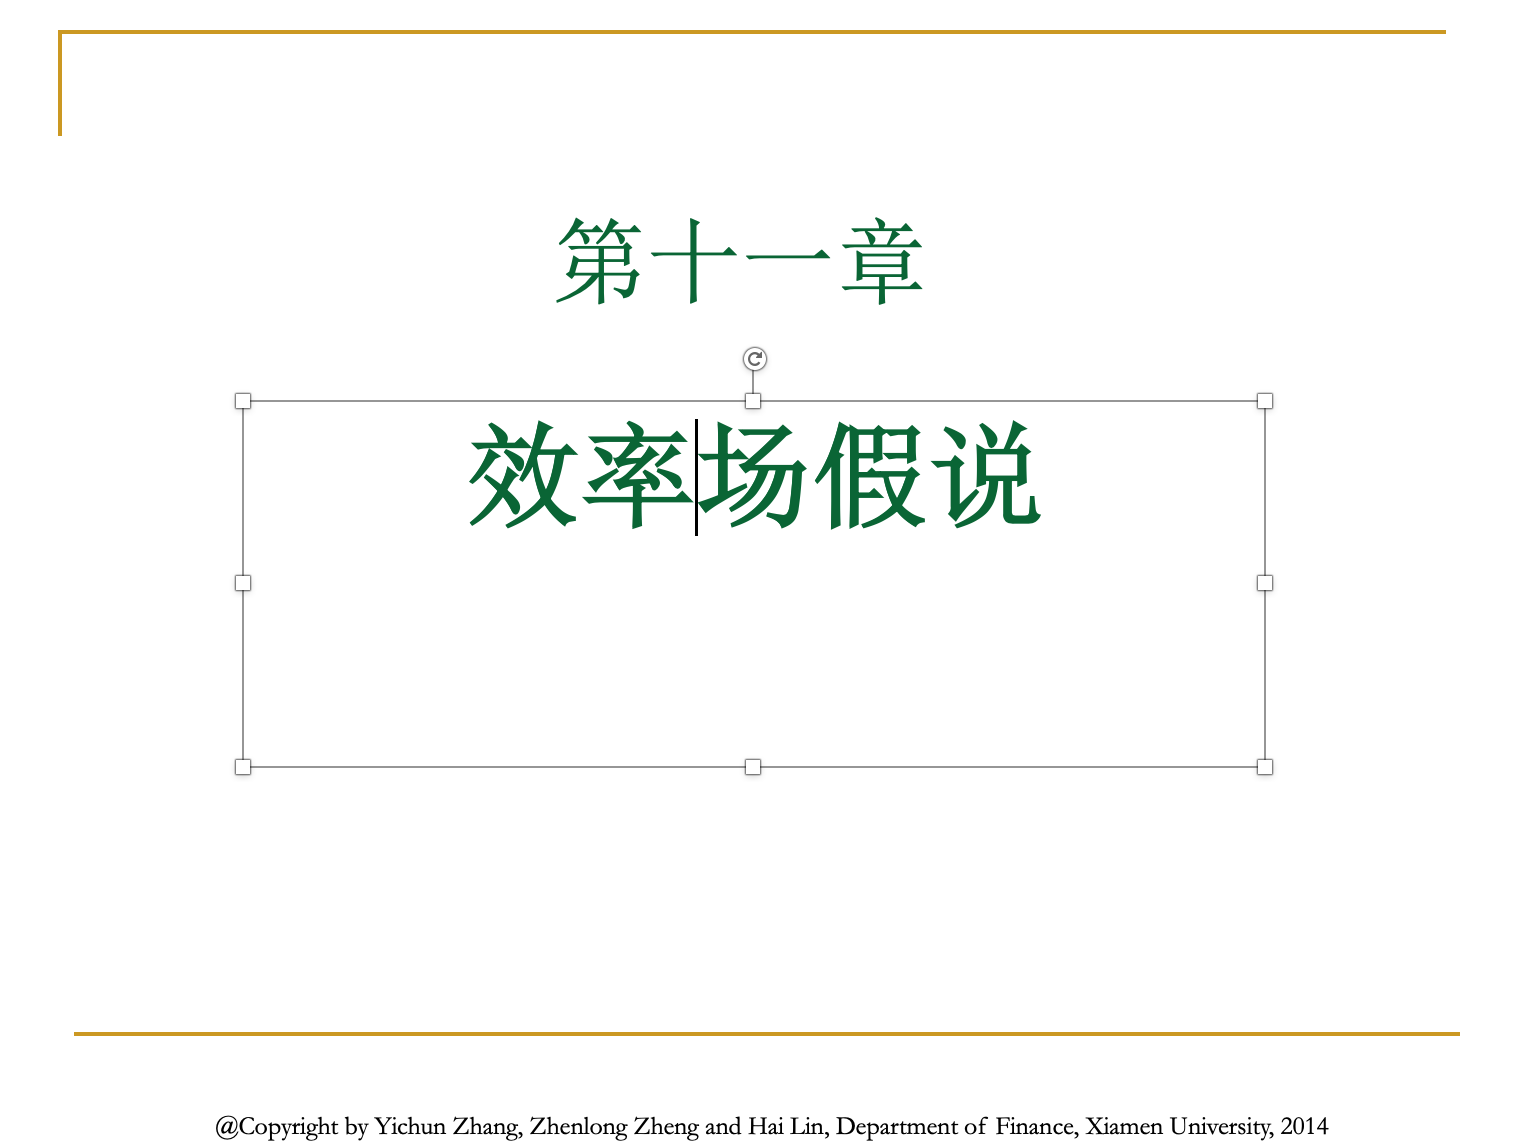 第十一章
效率场假说
@Copyright by Yichun Zhang, Zhenlong Zheng and Hai Lin, Department of Finance, Xiamen University, 2014